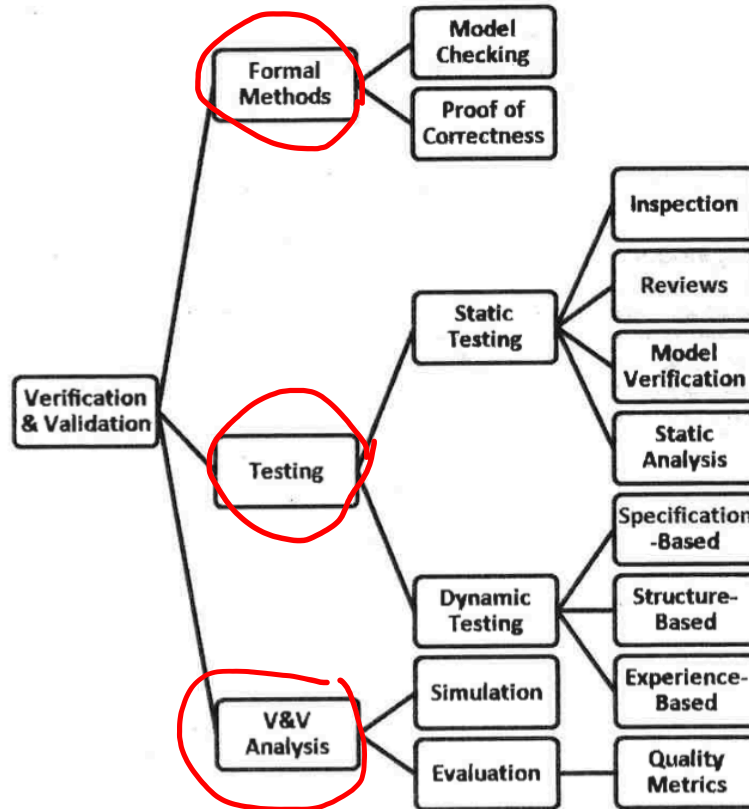 Model
Checking
Formal
Methods
Proof of
Correctness
Inspection
Reviews
Static
Testing
Model
Verification
Verification
& Validation
Static
Analysis
Testing
Specification
-Based
Dynamic
Testing
Structure-
Based
Simulation
Experience-
Based
V&V
Analysis
Evaluation
Quality
Metrics